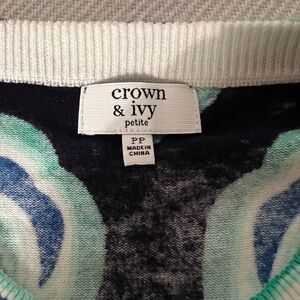 crown
& ivy
petite
PP
MADE IN
CHINA